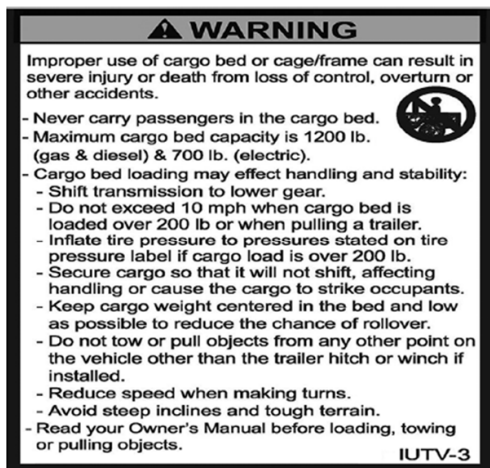 WARNING
Improper use of cargo bed or cage/frame can result in
severe injury or death from loss of control, overturn or
other accidents.
- Never carry passengers in the cargo bed.
- Maximum cargo bed capacity is 1200 lb.
(gas & diesel) & 700 lb. (electric).
- Cargo bed loading may effect handling and stability:
- Shift transmission to lower gear.
- Do not exceed 10 mph when cargo bed is
loaded over 200 lb or when pulling a trailer.
- Inflate tire pressure to pressures stated on tire
pressure label if cargo load is over 200 lb.
- Secure cargo so that it will not shift, affecting
handling or cause the cargo to strike occupants.
- Keep cargo weight centered in the bed and low
as possible to reduce the chance of rollover.
- Do not tow or pull objects from any other point on
the vehicle other than the trailer hitch or winch if
installed.
- Reduce speed when making turns.
- Avoid steep inclines and tough terrain.
- Read your Owner's Manual before loading, towing
or pulling objects.
IUTV-3